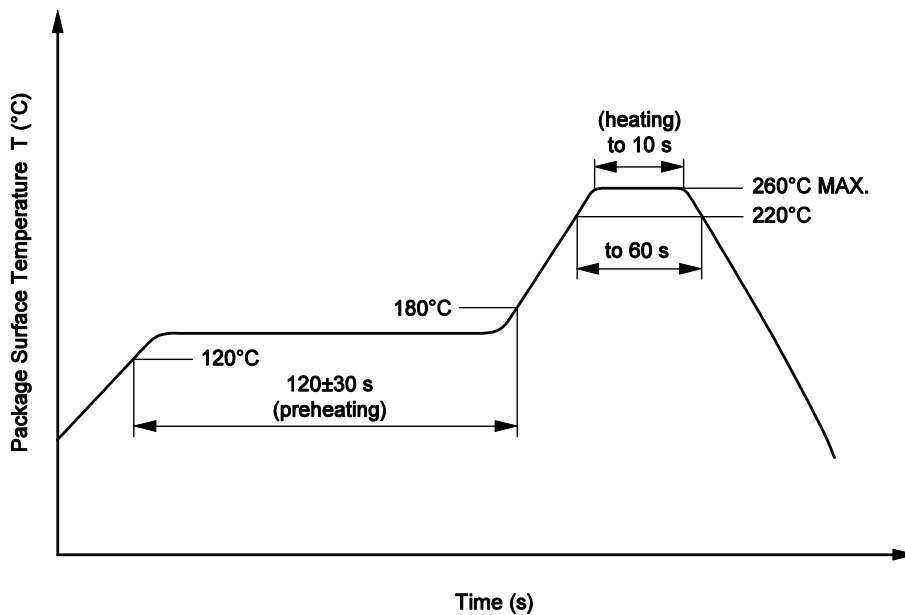 Package Surface Temperature T (°C)
(heating)
to 10 s
260°C MAX.
220°C
to 60 s
180°C
120°C
120±30 s
(preheating)
Time (s)